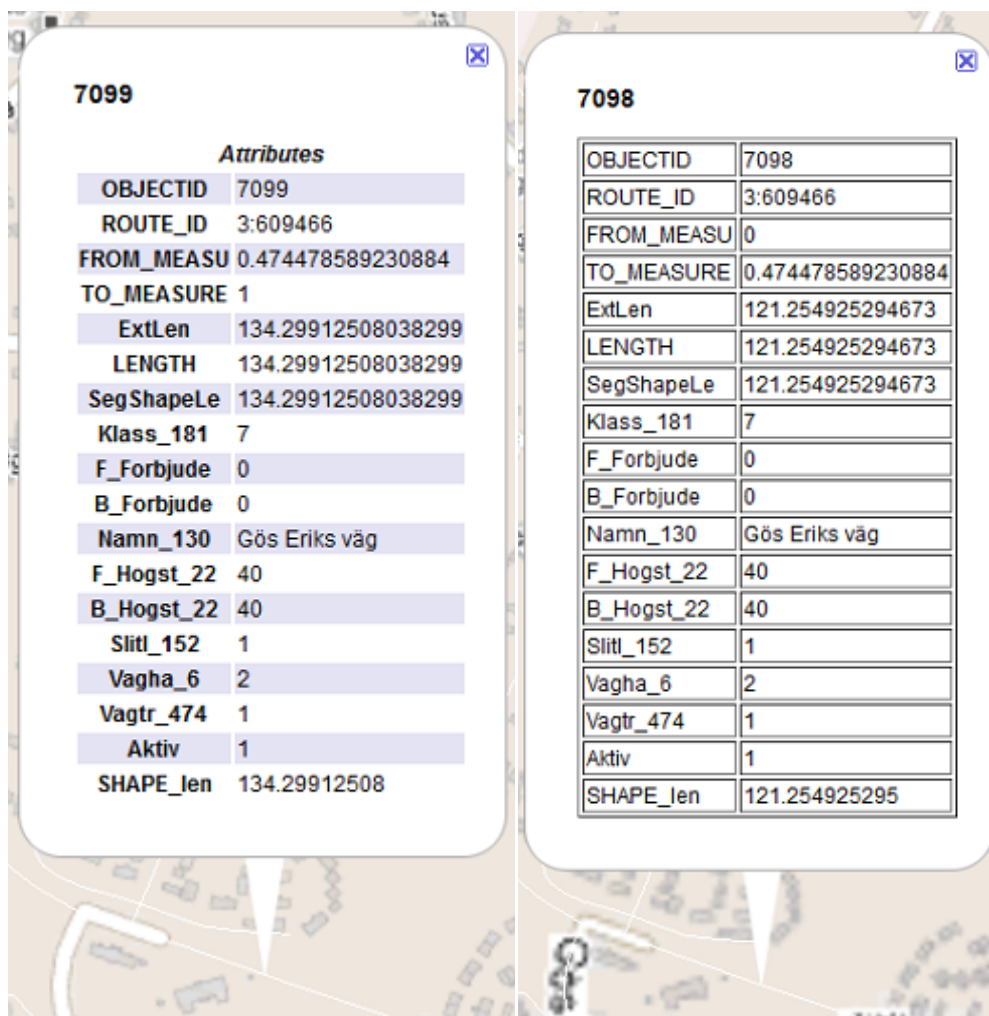 7099
Attributes
OBJECTID 7099
ROUTE_ID 3:609466
FROM_MEASU 0.474478589230884
TO_MEASURE 1
ExtLen 134.29912508038299
LENGTH 134.29912508038299
SegShapeLe 134.29912508038299
Klass_181 7
F_Forbjude 0
B_Forbjude 0
Namn_130 Gös Eriks väg
F_Hogst_22 40
B_Hogst_22 40
Slitl_152 1
Vagha_6 2
Vagtr_474 1
Aktiv 1
SHAPE_len 134.29912508
7098
OBJECTID 7098
ROUTE_ID 3:609466
FROM_MEASU 0
TO_MEASURE 0.474478589230884
ExtLen 121.254925294673
LENGTH 121.254925294673
SegShapeLe 121.254925294673
Klass_181 7
F_Forbjude 0
B_Forbjude 0
Namn_130 Gös Eriks väg
F_Hogst_22 40
B_Hogst_22 40
Slitl_152 1
Vagha_6 2
Vagtr_474 1
Aktiv 1
SHAPE_len 121.254925295